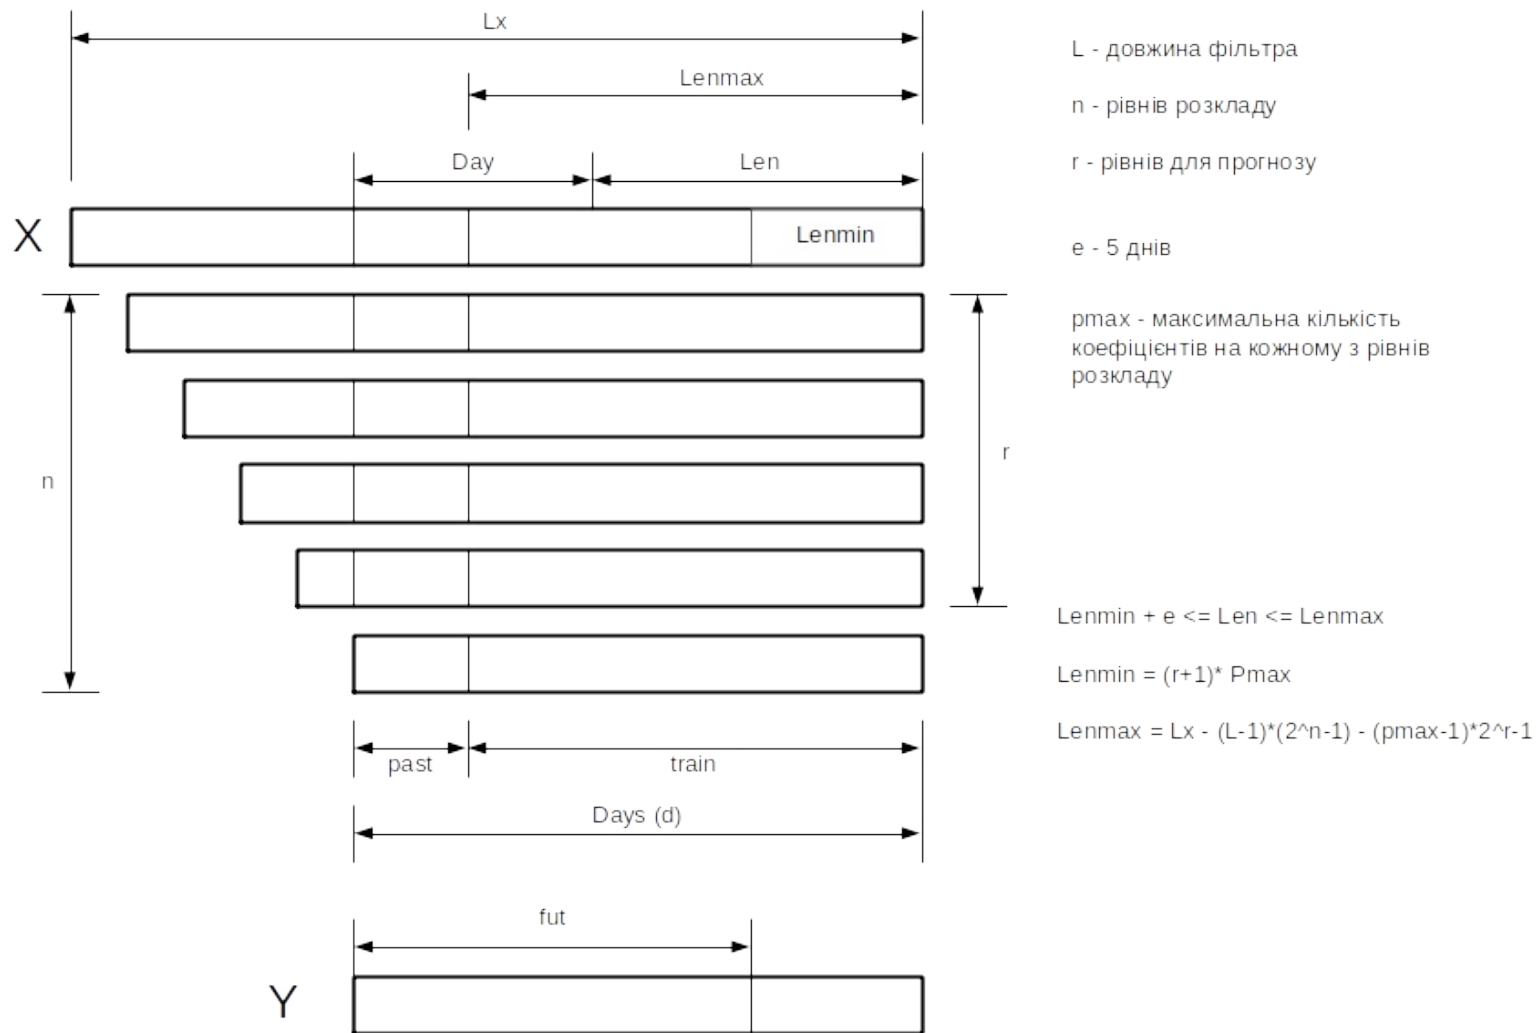 Lx
L - довжина фільтра
Lenmax
n - рівнів розкладу
Day
Len
r - рівнів для прогнозу
X
Lenmin
e - 5 днів
pmax - максимальна кількість
коефіцієнтів на кожному з рівнів
розкладу
r
n
Lenmin + e <= Len <= Lenmax
Lenmin = (r+1)* Pmax
Lenmax = Lx - (L-1)*(2^n-1) - (pmax-1)*2^r-1
past
train
Days (d)
fut
Y